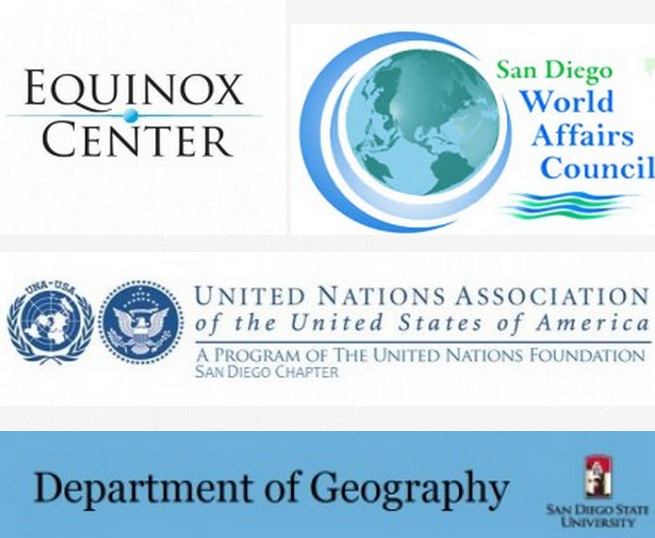 EQUINOX
CENTER
San Diego
World
Affairs
Council
UNA-USA
UNITED NATIONS ASSOCIATION
of the United States of America
A PROGRAM OF THE UNITED NATIONS FOUNDATION
SAN DIEGO CHAPTER
Department of Geography
SAN DIEGO STATE
UNIVERSITY